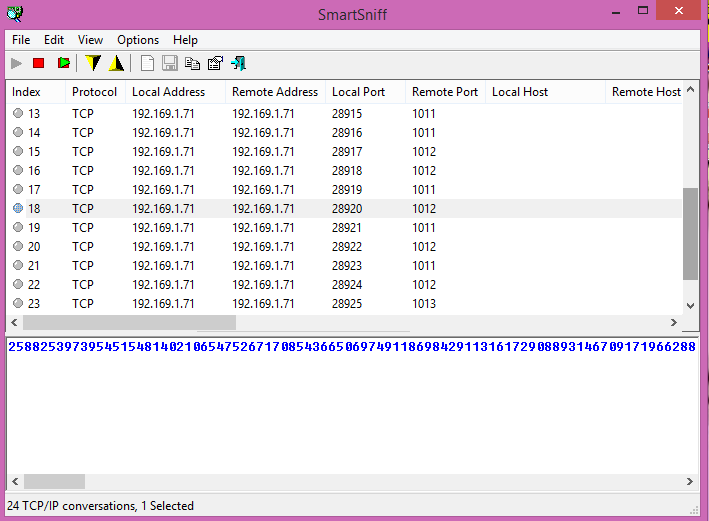 SmartSniff
File Edit View Options Help
Index Protocol Local Address Remote Address Local Port Remote Port Local Host Remote Host
13 TCP 192.169.1.71 192.169.1.71 28915 1011
14 TCP 192.169.1.71 192.169.1.71 28916 1011
15 TCP 192.169.1.71 192.169.1.71 28917 1012
16 TCP 192.169.1.71 192.169.1.71 28918 1012
17 TCP 192.169.1.71 192.169.1.71 28919 1011
18 TCP 192.169.1.71 192.169.1.71 28920 1012
19 TCP 192.169.1.71 192.169.1.71 28921 1011
20 TCP 192.169.1.71 192.169.1.71 28922 1012
21 TCP 192.169.1.71 192.169.1.71 28923 1011
22 TCP 192.169.1.71 192.169.1.71 28924 1012
23 TCP 192.169.1.71 192.169.1.71 28925 1013
2588253973954515481402106547526717085436650697491186984291131617290889314670917196​6288
24 TCP/IP conversations, 1 Selected